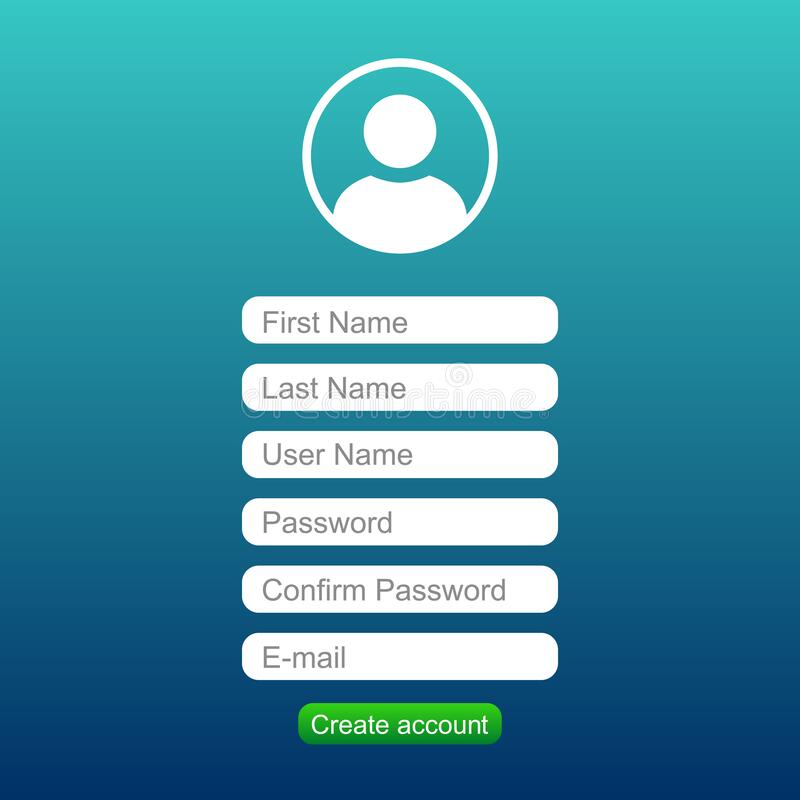 First Name
Last Name
User Name
Password
Confirm Password
E-mail
Create account